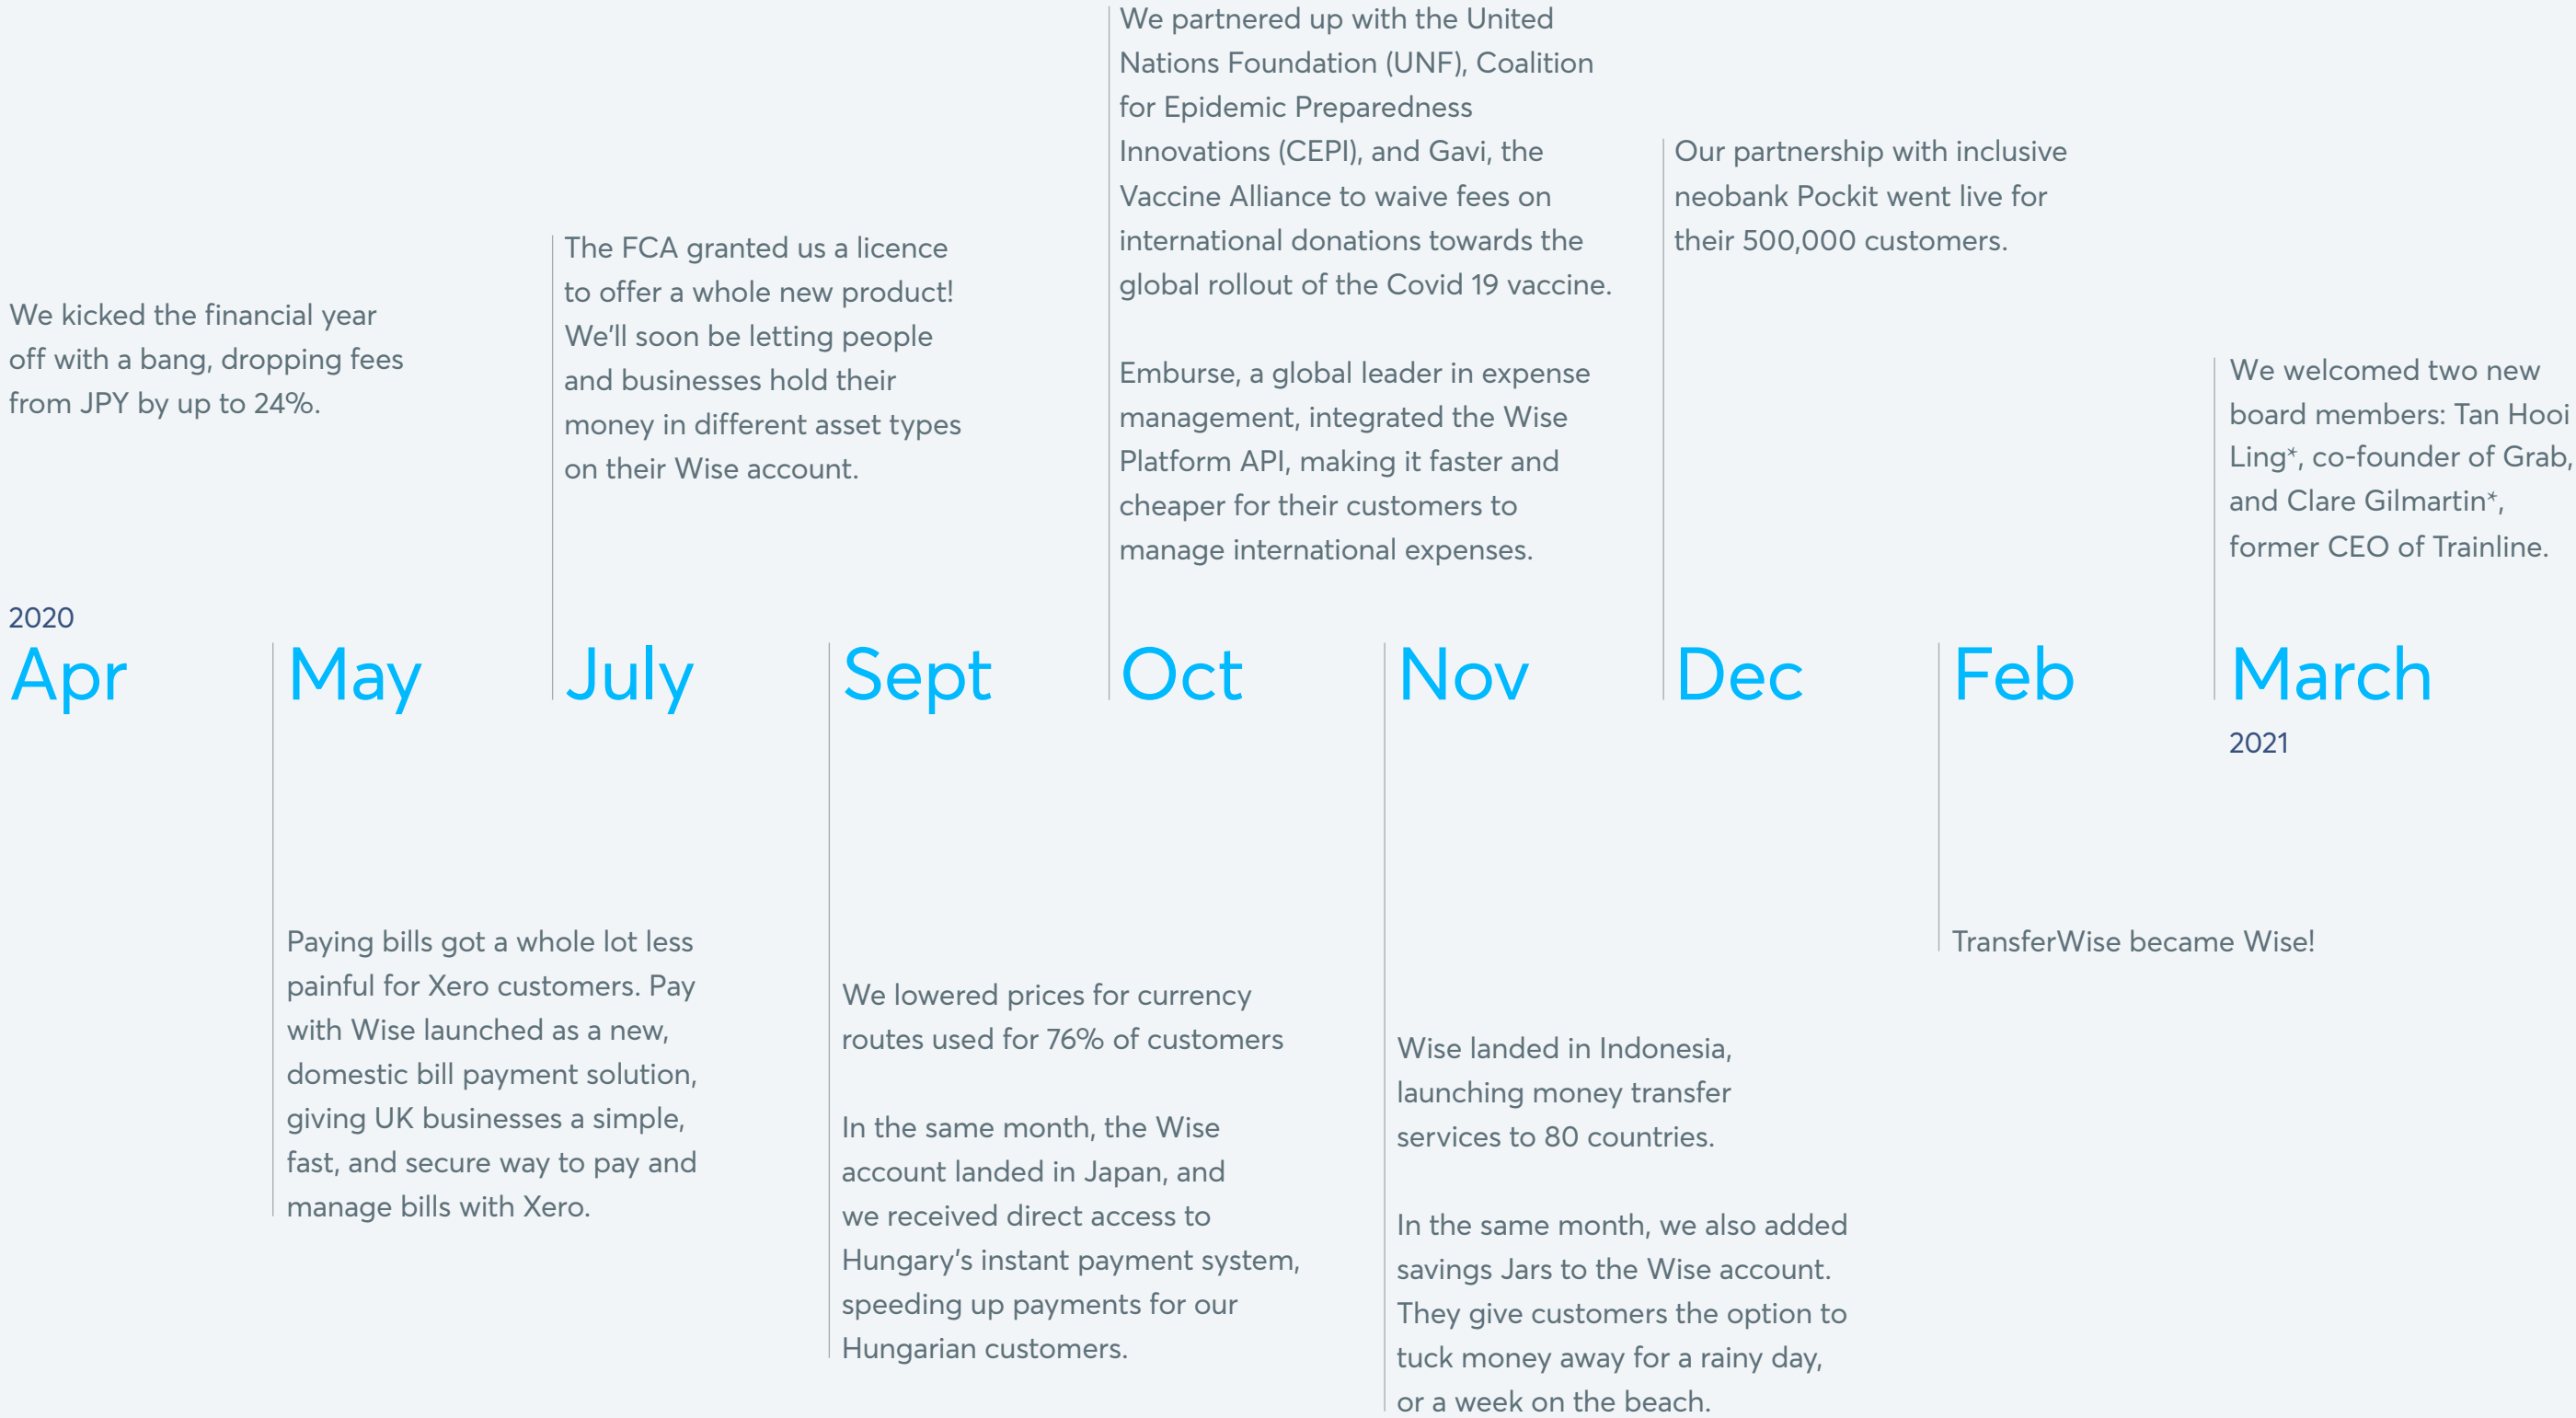 We kicked the financial year
off with a bang, dropping fees
from JPY by up to 24%.
2020
Apr
May
Paying bills got a whole lot less
painful for Xero customers. Pay
with Wise launched as a new,
domestic bill payment solution,
giving UK businesses a simple,
fast, and secure way to pay and
manage bills with Xero.
The FCA granted us a licence
to offer a whole new product!
We’ll soon be letting people
and businesses hold their
money in different asset types
on their Wise account.
July
Sept
We lowered prices for currency
routes used for 76% of customers
In the same month, the Wise
account landed in Japan, and
we received direct access to
Hungary’s instant payment system,
speeding up payments for our
Hungarian customers.
We partnered up with the United
Nations Foundation (UNF), Coalition
for Epidemic Preparedness
Innovations (CEPI), and Gavi, the
Vaccine Alliance to waive fees on
international donations towards the
global rollout of the Covid 19 vaccine.
Emburse, a global leader in expense
management, integrated the Wise
Platform API, making it faster and
cheaper for their customers to
manage international expenses.
Oct
Nov
Wise landed in Indonesia,
launching money transfer
services to 80 countries.
In the same month, we also added
savings Jars to the Wise account.
They give customers the option to
tuck money away for a rainy day,
or a week on the beach.
Our partnership with inclusive
neobank Pockit went live for
their 500,000 customers.
Dec
Feb
TransferWise became Wise!
We welcomed two new
board members: Tan Hooi
Ling*, co-founder of Grab,
and Clare Gilmartin*,
former CEO of Trainline.
March
2021